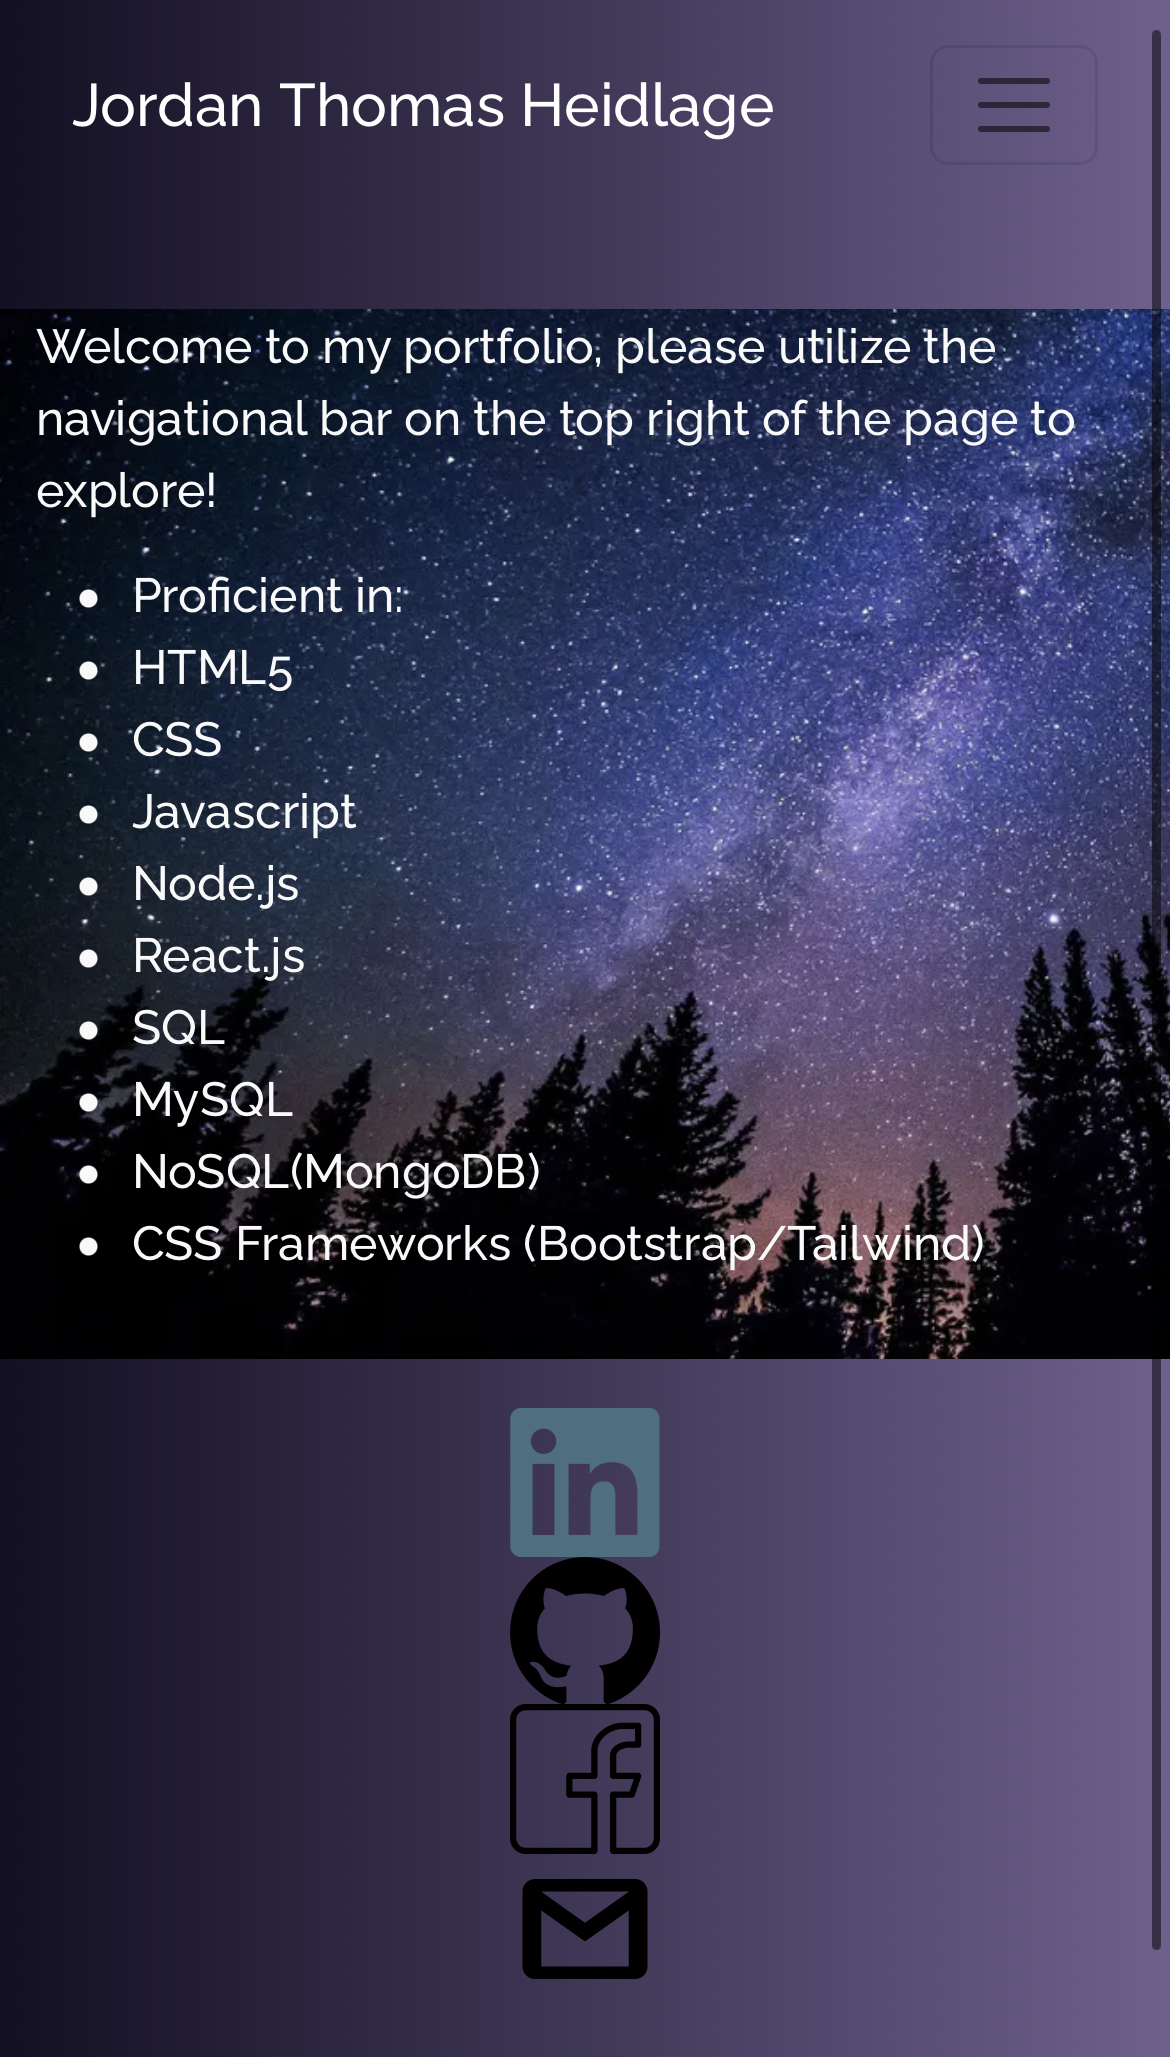 Jordan Thomas Heidlage
Welcome to my portfolio, please utilize the
navigational bar on the top right of the page to
explore!
Proficient in:
HTML5
CSS
Javascript
Node.js
React.js
SQL
MySQL
NoSQL(MongoDB)
CSS Frameworks (Bootstrap/Tailwind)
in
f